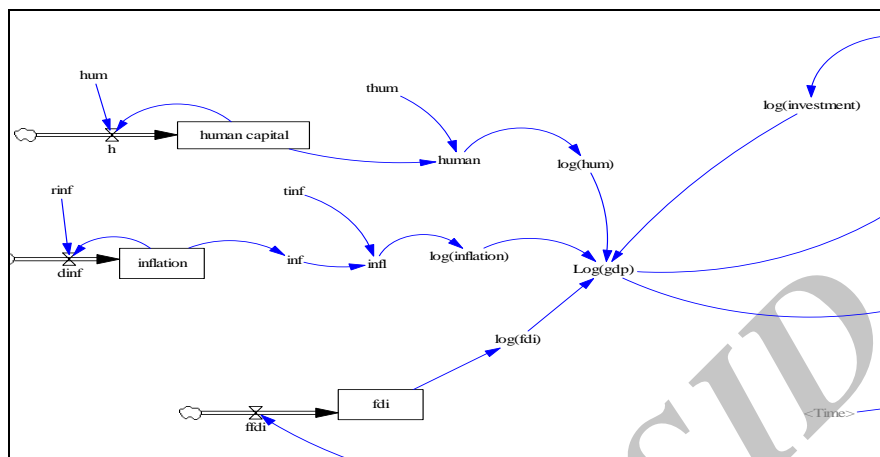 hum
thum
log(investment)
human capital
h
human
log(hum)
rinf
tinf
inflation
dinf
inf
infl
log(inflation)
Log(gdp)
log(fdi)
fdi
ffdi
<Time>
SID